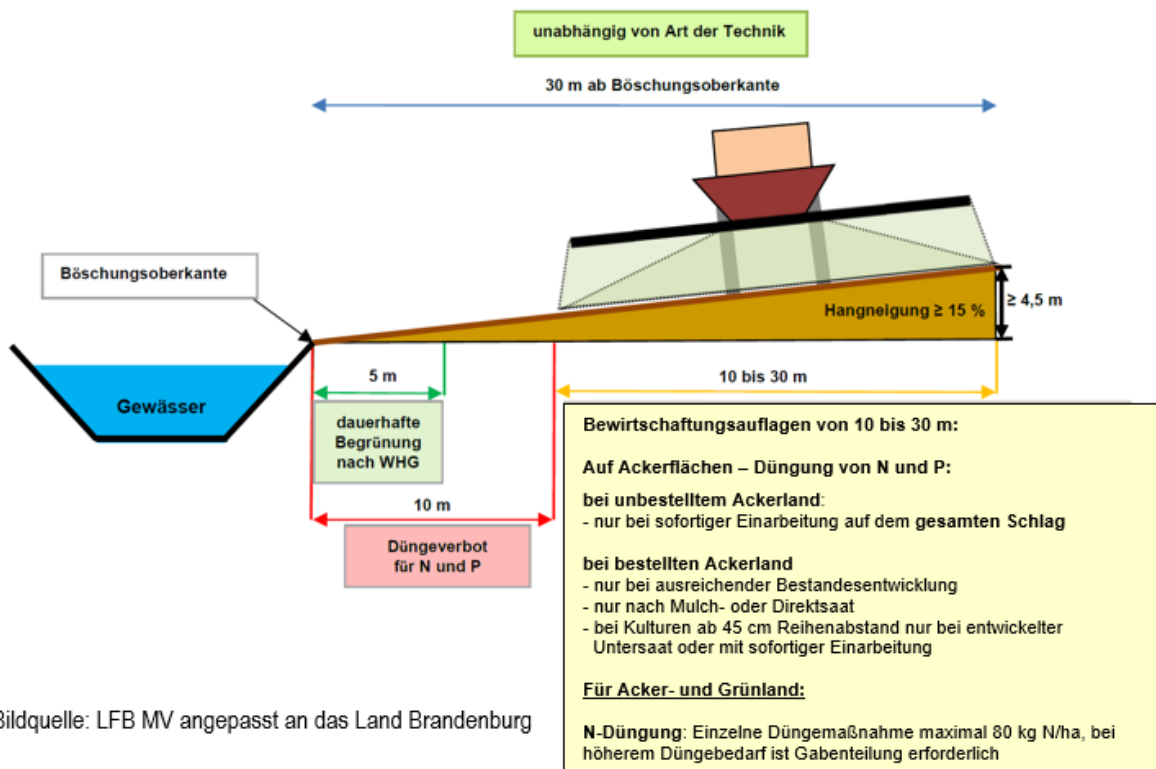 unabhängig von Art der Technik
30 m ab Böschungsoberkante
Böschungsoberkante
≥ 4,5 m
Hangneigung ≥ 15 %
Gewässer
5 m
10 bis 30 m
dauerhafte
Begrünung
nach WHG
10 m
Düngeverbot
für N und P
Bewirtschaftungsauflagen von 10 bis 30 m:
Auf Ackerflächen – Düngung von N und P:
bei unbestelltem Ackerland:
- nur bei sofortiger Einarbeitung auf dem gesamten Schlag
bei bestellten Ackerland
- nur bei ausreichender Bestandesentwicklung
- nur nach Mulch- oder Direktsaat
- bei Kulturen ab 45 cm Reihenabstand nur bei entwickelter
Untersaat oder mit sofortiger Einarbeitung
Für Acker- und Grünland:
N-Düngung: Einzelne Düngemaßnahme maximal 80 kg N/ha, bei
höherem Düngebedarf ist Gabenteilung erforderlich
Bildquelle: LFB MV angepasst an das Land Brandenburg